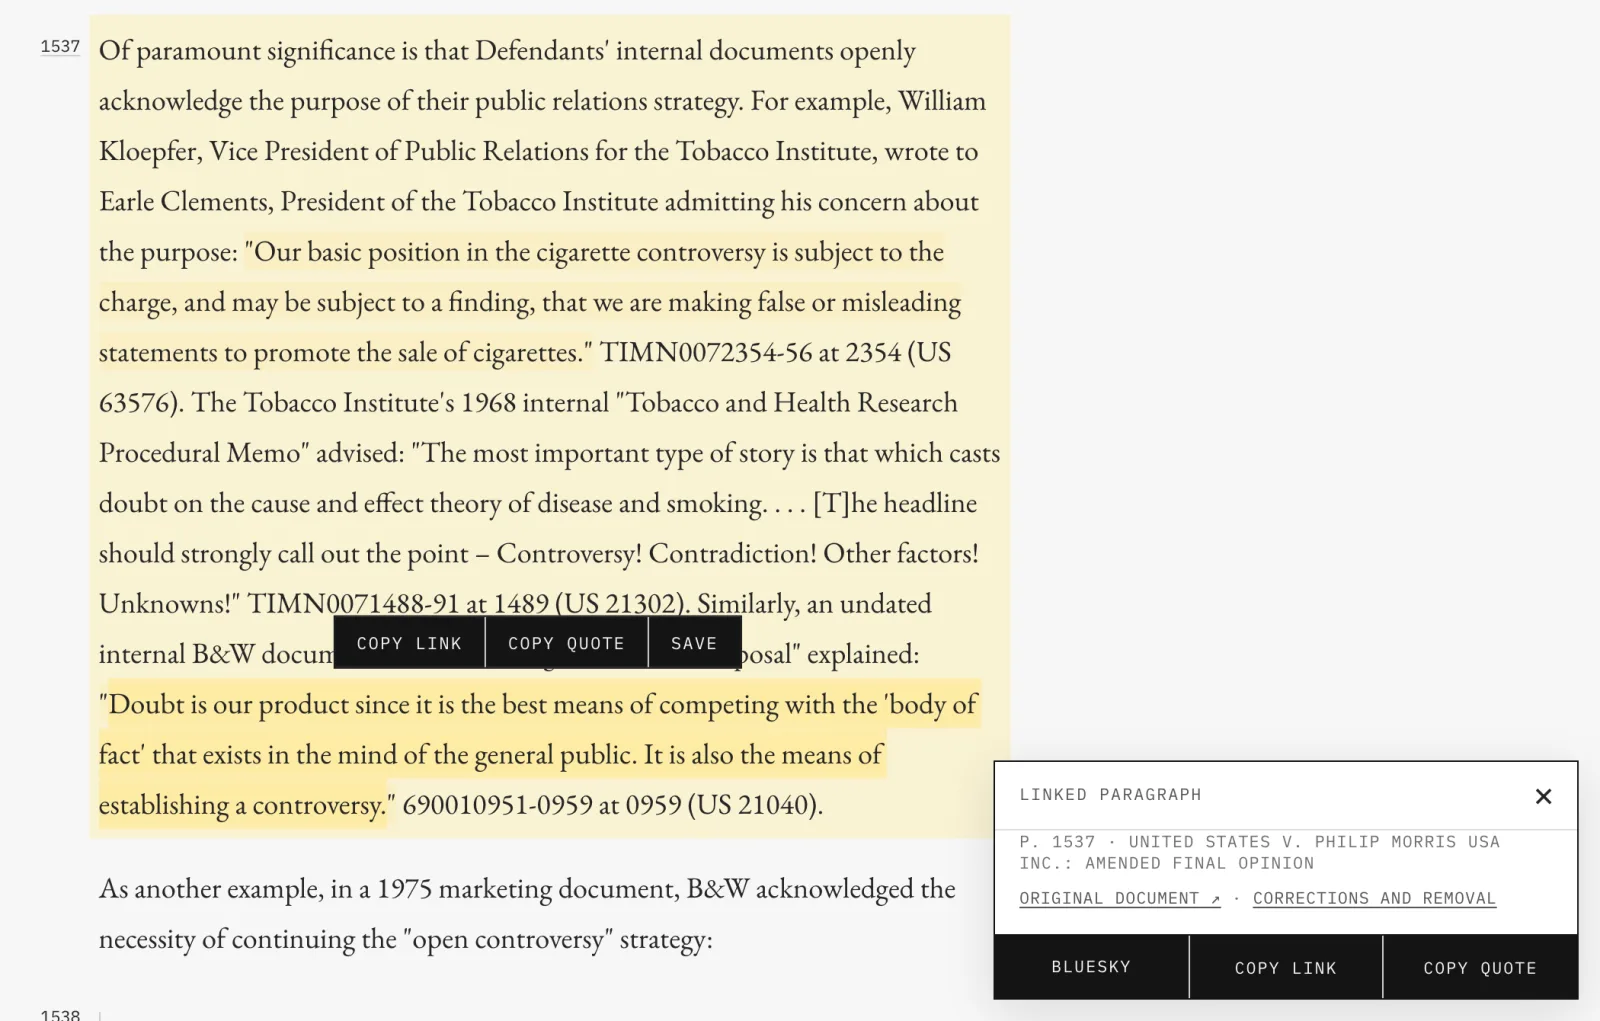 1537
Of paramount significance is that Defendants' internal documents openly
acknowledge the purpose of their public relations strategy. For example, William
Kloepfer, Vice President of Public Relations for the Tobacco Institute, wrote to
Earle Clements, President of the Tobacco Institute admitting his concern about
the purpose: "Our basic position in the cigarette controversy is subject to the
charge, and may be subject to a finding, that we are making false or misleading
statements to promote the sale of cigarettes." TIMN0072354-56 at 2354 (US
63576). The Tobacco Institute's 1968 internal "Tobacco and Health Research
Procedural Memo" advised: "The most important type of story is that which casts
doubt on the cause and effect theory of disease and smoking. . . . [T]he headline
should strongly call out the point – Controversy! Contradiction! Other factors!
Unknowns!" TIMN0071488-91 at 1489 (US 21302). Similarly, an undated
internal B&W docum posal" explained:
COPY LINK COPY QUOTE SAVE
"Doubt is our product since it is the best means of competing with the 'body of
fact' that exists in the mind of the general public. It is also the means of
establishing a controversy." 690010951-0959 at 0959 (US 21040).
As another example, in a 1975 marketing document, B&W acknowledged the
necessity of continuing the "open controversy" strategy:
1538
LINKED PARAGRAPH ✕
P. 1537 · UNITED STATES V. PHILIP MORRIS USA
INC.: AMENDED FINAL OPINION
ORIGINAL DOCUMENT ↗ · CORRECTIONS AND REMOVAL
BLUESKY COPY LINK COPY QUOTE